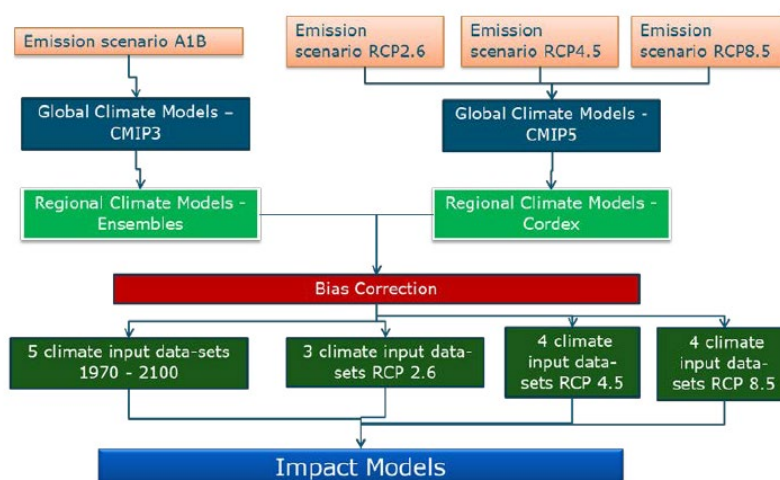 Emission scenario A1B
Emission
scenario RCP2.6
Emission
scenario RCP4.5
Emission
scenario RCP8.5
Global Climate Models –
CMIP3
Global Climate Models -
CMIP5
Regional Climate Models -
Ensembles
Regional Climate Models -
Cordex
Bias Correction
5 climate input data-sets
1970 - 2100
3 climate input data-
sets RCP 2.6
4 climate
input data-
sets RCP 4.5
4 climate
input data-
sets RCP 8.5
Impact Models